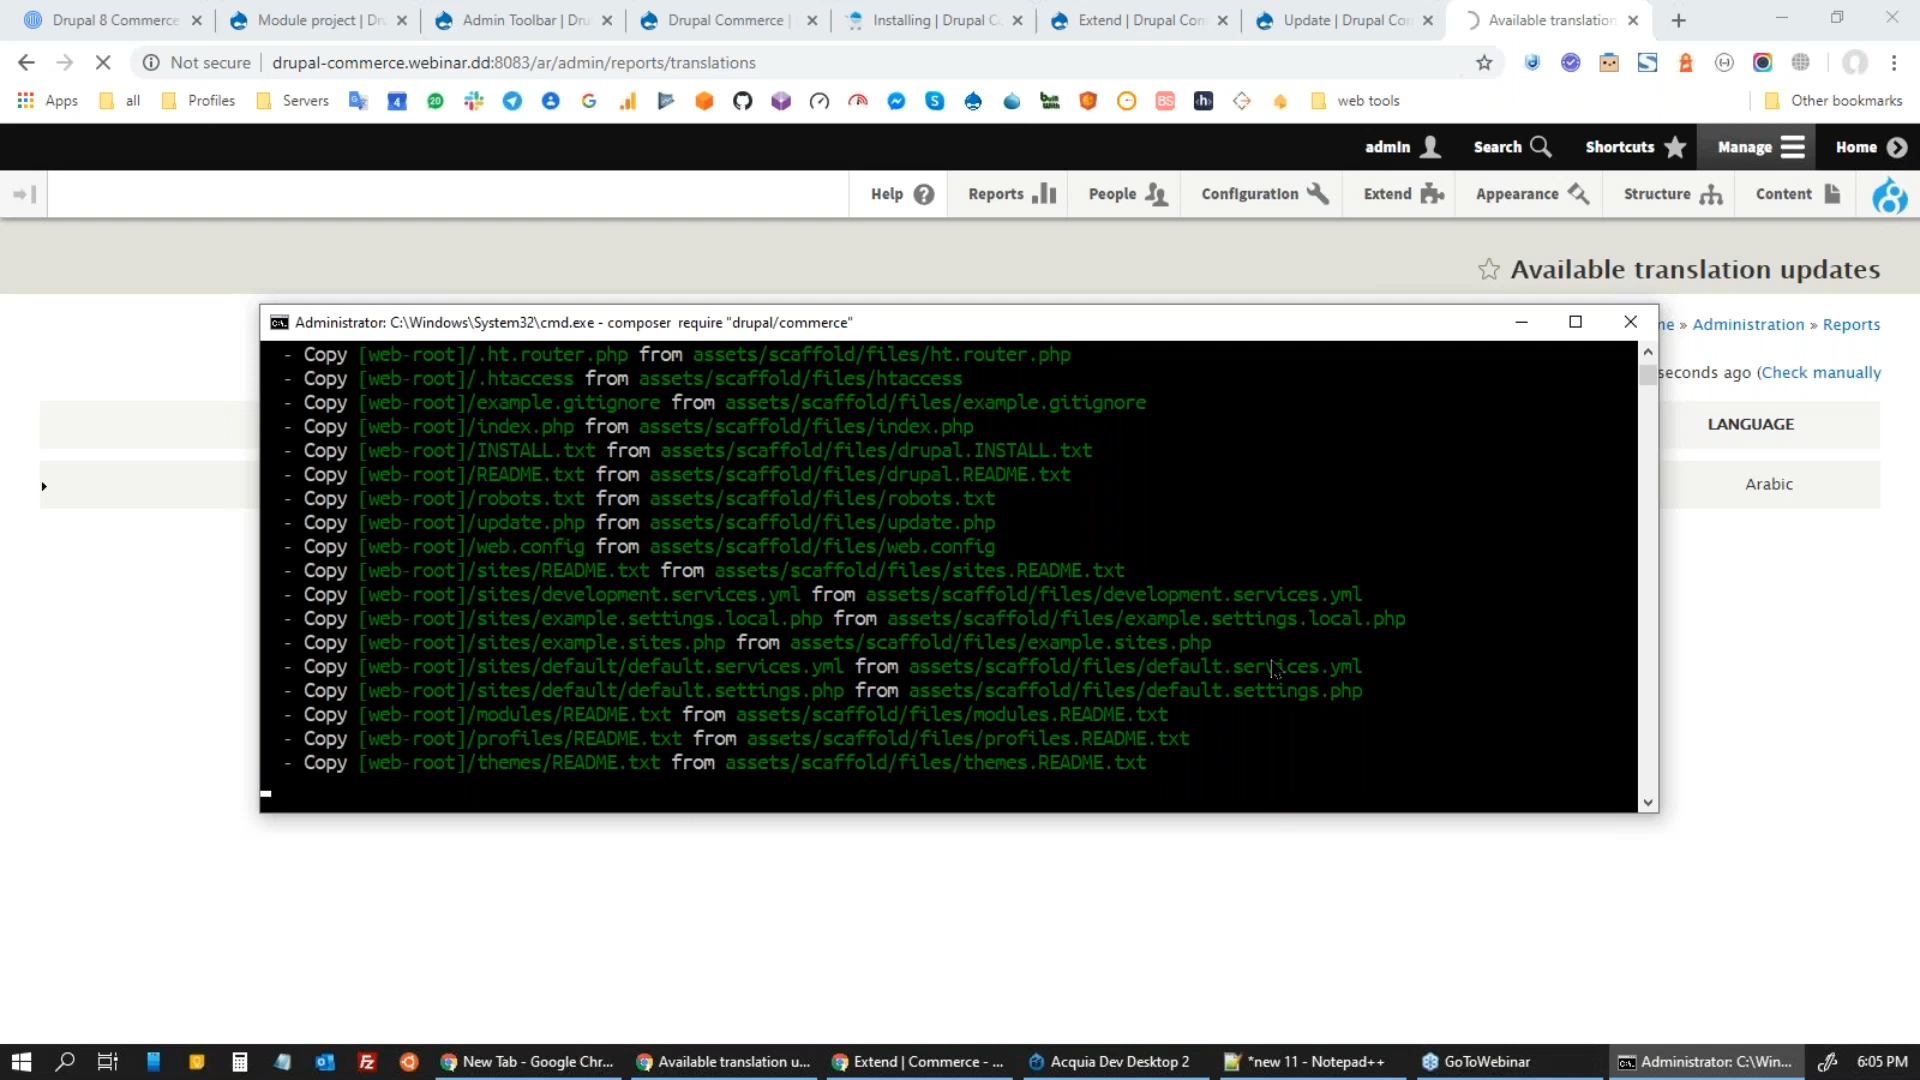 Drupal 8 Commerce
Module project | Dru
Admin Toolbar | Dru
Drupal Commerce |
Installing | Drupal Co
Extend | Drupal Com
Update | Drupal Com
Available translation
Not secure | drupal-commerce.webinar.dd:8083/ar/admin/reports/translations
Apps all Profiles Servers web tools Other bookmarks
admin Search Shortcuts Manage Home
Help Reports People Configuration Extend Appearance Structure Content
Available translation updates
Administrator: C:\Windows\System32\cmd.exe - composer  require "drupal/commerce"
ne » Administration » Reports
seconds ago (Check manually
LANGUAGE
Arabic
- Copy [web-root]/.ht.router.php from assets/scaffold/files/ht.router.php
- Copy [web-root]/.htaccess from assets/scaffold/files/htaccess
- Copy [web-root]/example.gitignore from assets/scaffold/files/example.gitignore
- Copy [web-root]/index.php from assets/scaffold/files/index.php
- Copy [web-root]/INSTALL.txt from assets/scaffold/files/drupal.INSTALL.txt
- Copy [web-root]/README.txt from assets/scaffold/files/drupal.README.txt
- Copy [web-root]/robots.txt from assets/scaffold/files/robots.txt
- Copy [web-root]/update.php from assets/scaffold/files/update.php
- Copy [web-root]/web.config from assets/scaffold/files/web.config
- Copy [web-root]/sites/README.txt from assets/scaffold/files/sites.README.txt
- Copy [web-root]/sites/development.services.yml from assets/scaffold/files/development.services.yml
- Copy [web-root]/sites/example.settings.local.php from assets/scaffold/files/example.settings.local.php
- Copy [web-root]/sites/example.sites.php from assets/scaffold/files/example.sites.php
- Copy [web-root]/sites/default/default.services.yml from assets/scaffold/files/default.services.yml
- Copy [web-root]/sites/default/default.settings.php from assets/scaffold/files/default.settings.php
- Copy [web-root]/modules/README.txt from assets/scaffold/files/modules.README.txt
- Copy [web-root]/profiles/README.txt from assets/scaffold/files/profiles.README.txt
- Copy [web-root]/themes/README.txt from assets/scaffold/files/themes.README.txt
New Tab - Google Chr...
Available translation u...
Extend | Commerce - ...
Acquia Dev Desktop 2
*new 11 - Notepad++
GoToWebinar
Administrator: C:\Win...
6:05 PM